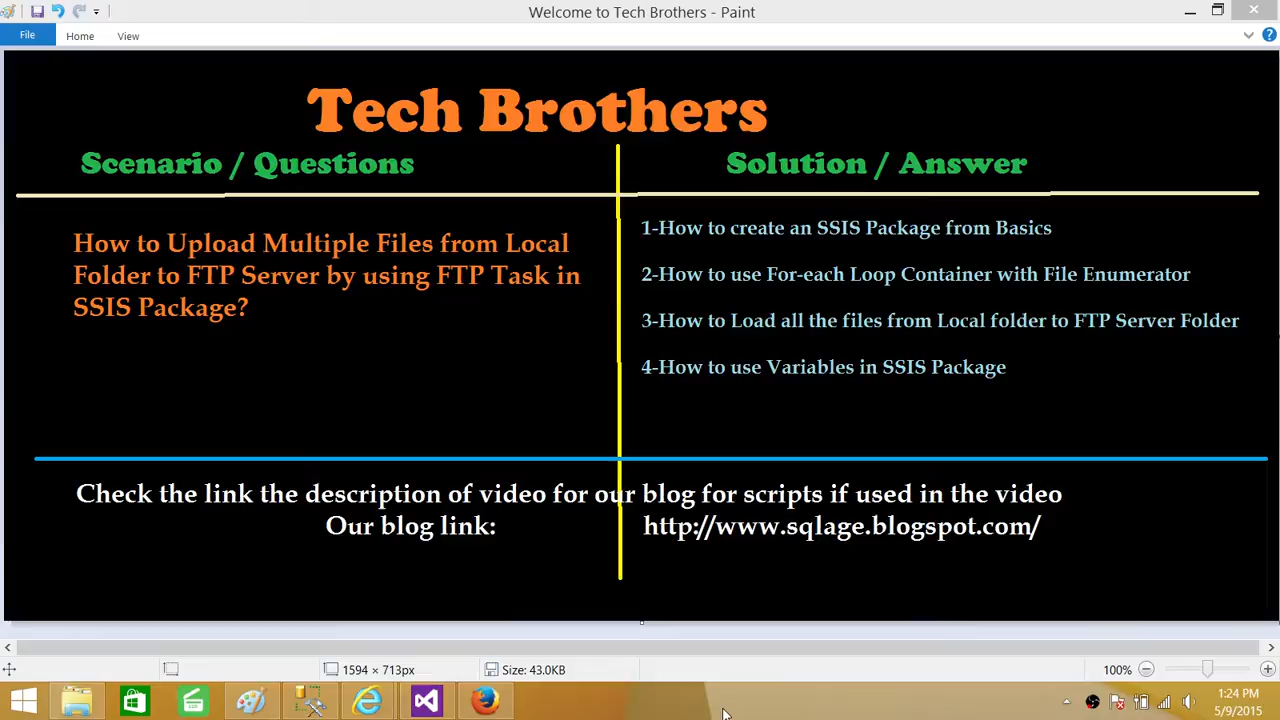 Welcome to Tech Brothers - Paint
File
Home
View
Tech Brothers
Scenario / Questions
Solution / Answer
How to Upload Multiple Files from Local
Folder to FTP Server by using FTP Task in
SSIS Package?
1-How to create an SSIS Package from Basics
2-How to use For-each Loop Container with File Enumerator
3-How to Load all the files from Local folder to FTP Server Folder
4-How to use Variables in SSIS Package
Check the link the description of video for our blog for scripts if used in the video
Our blog link: http://www.sqlage.blogspot.com/
1594 × 713px
Size: 43.0KB
100%
1:24 PM
5/9/2015